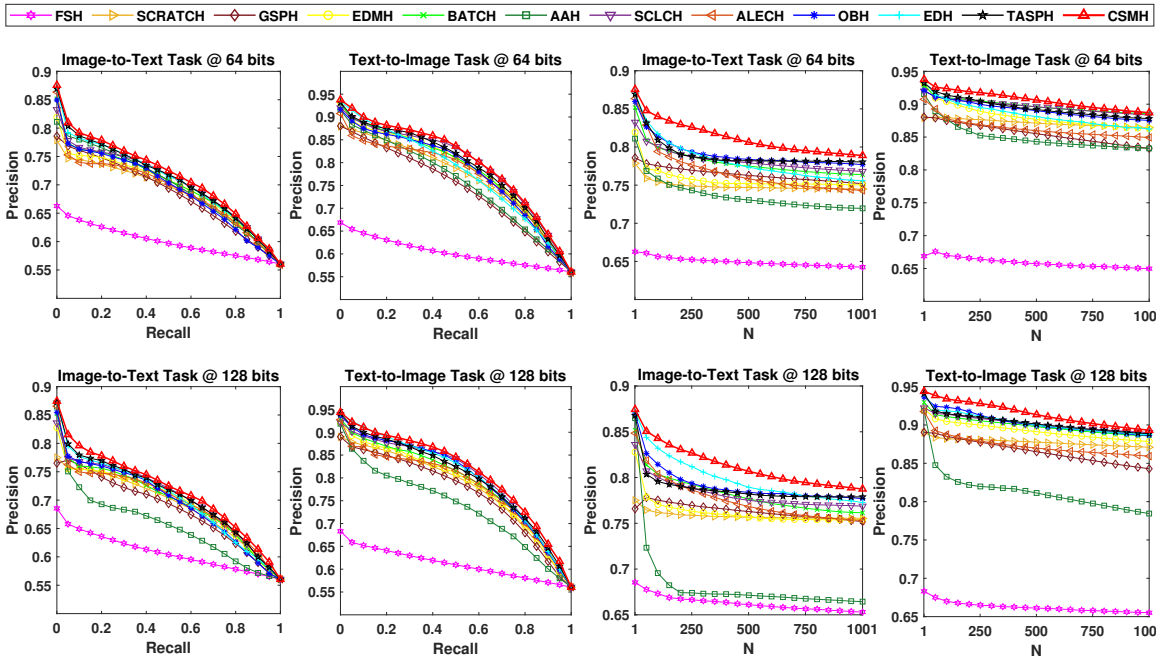 FSH SCRATCH GSPH EDMH BATCH AAH SCLCH ALECH OBH EDH TASPH CSMH
Image-to-Text Task @ 64 bits
Precision
0.9
0.85
0.8
0.75
0.7
0.65
0.6
0.55
0 0.2 0.4 0.6 0.8 1
Recall
Text-to-Image Task @ 64 bits
Precision
0.95
0.9
0.85
0.8
0.75
0.7
0.65
0.6
0.55
0.5
0 0.2 0.4 0.6 0.8 1
Recall
Image-to-Text Task @ 64 bits
Precision
0.9
0.85
0.8
0.75
0.7
0.65
1 250 500 750 1001
N
Text-to-Image Task @ 64 bits
Precision
0.95
0.9
0.85
0.8
0.75
0.7
0.65
1 250 500 750 100
N
Image-to-Text Task @ 128 bits
Precision
0.9
0.85
0.8
0.75
0.7
0.65
0.6
0.55
0 0.2 0.4 0.6 0.8 1
Recall
Text-to-Image Task @ 128 bits
Precision
0.95
0.9
0.85
0.8
0.75
0.7
0.65
0.6
0.55
0.5
0 0.2 0.4 0.6 0.8 1
Recall
Image-to-Text Task @ 128 bits
Precision
0.9
0.85
0.8
0.75
0.7
0.65
1 250 500 750 1001
N
Text-to-Image Task @ 128 bits
Precision
0.95
0.9
0.85
0.8
0.75
0.7
0.65
1 250 500 750 100
N